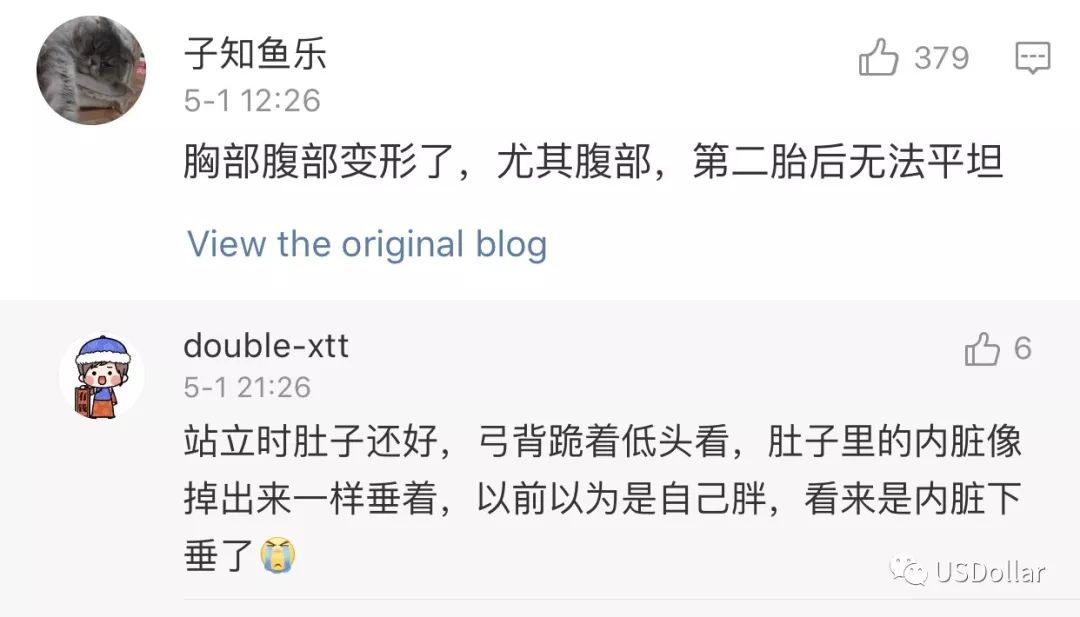 子知鱼乐
379
5-1 12:26
胸部腹部变形了，尤其腹部，第二胎后无法平坦
View the original blog
double-xtt
6
5-1 21:26
站立时肚子还好，弓背跪着低头看，肚子里的内脏像
掉出来一样垂着，以前以为是自己胖，看来是内脏下
垂了😭
USDollar